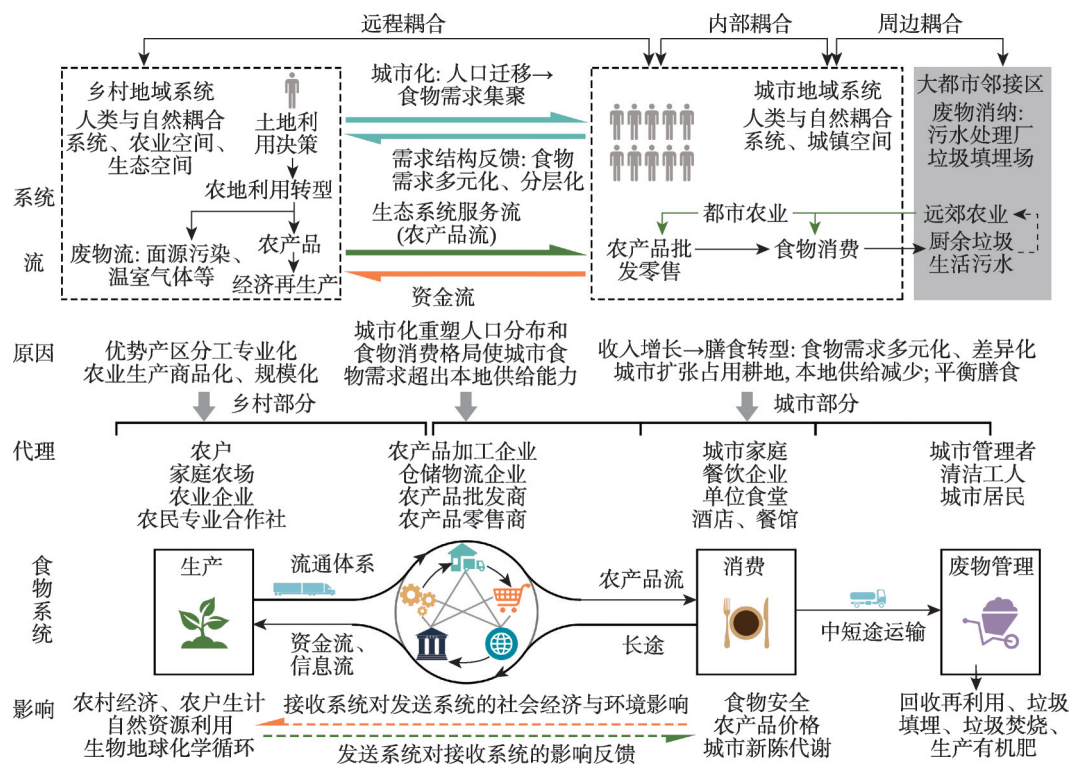 远程耦合
内部耦合
周边耦合
乡村地域系统
人类与自然耦合
系统、农业空间、
生态空间
土地利
用决策
农地利用转型
废物流: 面源污染、
温室气体等
农产品
经济再生产
城市化: 人口迁移→
食物需求集聚
需求结构反馈: 食物
需求多元化、分层化
生态系统服务流
(农产品流)
资金流
城市地域系统
人类与自然耦合
系统、城镇空间
都市农业
农产品批
发零售
食物消费
大都市邻接区
废物消纳:
污水处理厂
垃圾填埋场
远郊农业
厨余垃圾
生活污水
系统
流
原因
优势产区分工专业化
农业生产商品化、规模化
城市化重塑人口分布和
食物消费格局使城市食
物需求超出本地供给能力
收入增长→膳食转型: 食物需求多元化、差异化
城市扩张占用耕地, 本地供给减少; 平衡膳食
乡村部分
城市部分
代理
农户
家庭农场
农业企业
农民专业合作社
农产品加工企业
仓储物流企业
农产品批发商
农产品零售商
城市家庭
餐饮企业
单位食堂
酒店、餐馆
城市管理者
清洁工人
城市居民
食物系统
生产
流通体系
资金流、
信息流
农产品流
长途
消费
中短途运输
废物管理
影响
农村经济、农户生计
自然资源利用
生物地球化学循环
接收系统对发送系统的社会经济与环境影响
发送系统对接收系统的影响反馈
食物安全
农产品价格
城市新陈代谢
回收再利用、垃圾
填埋、垃圾焚烧、
生产有机肥